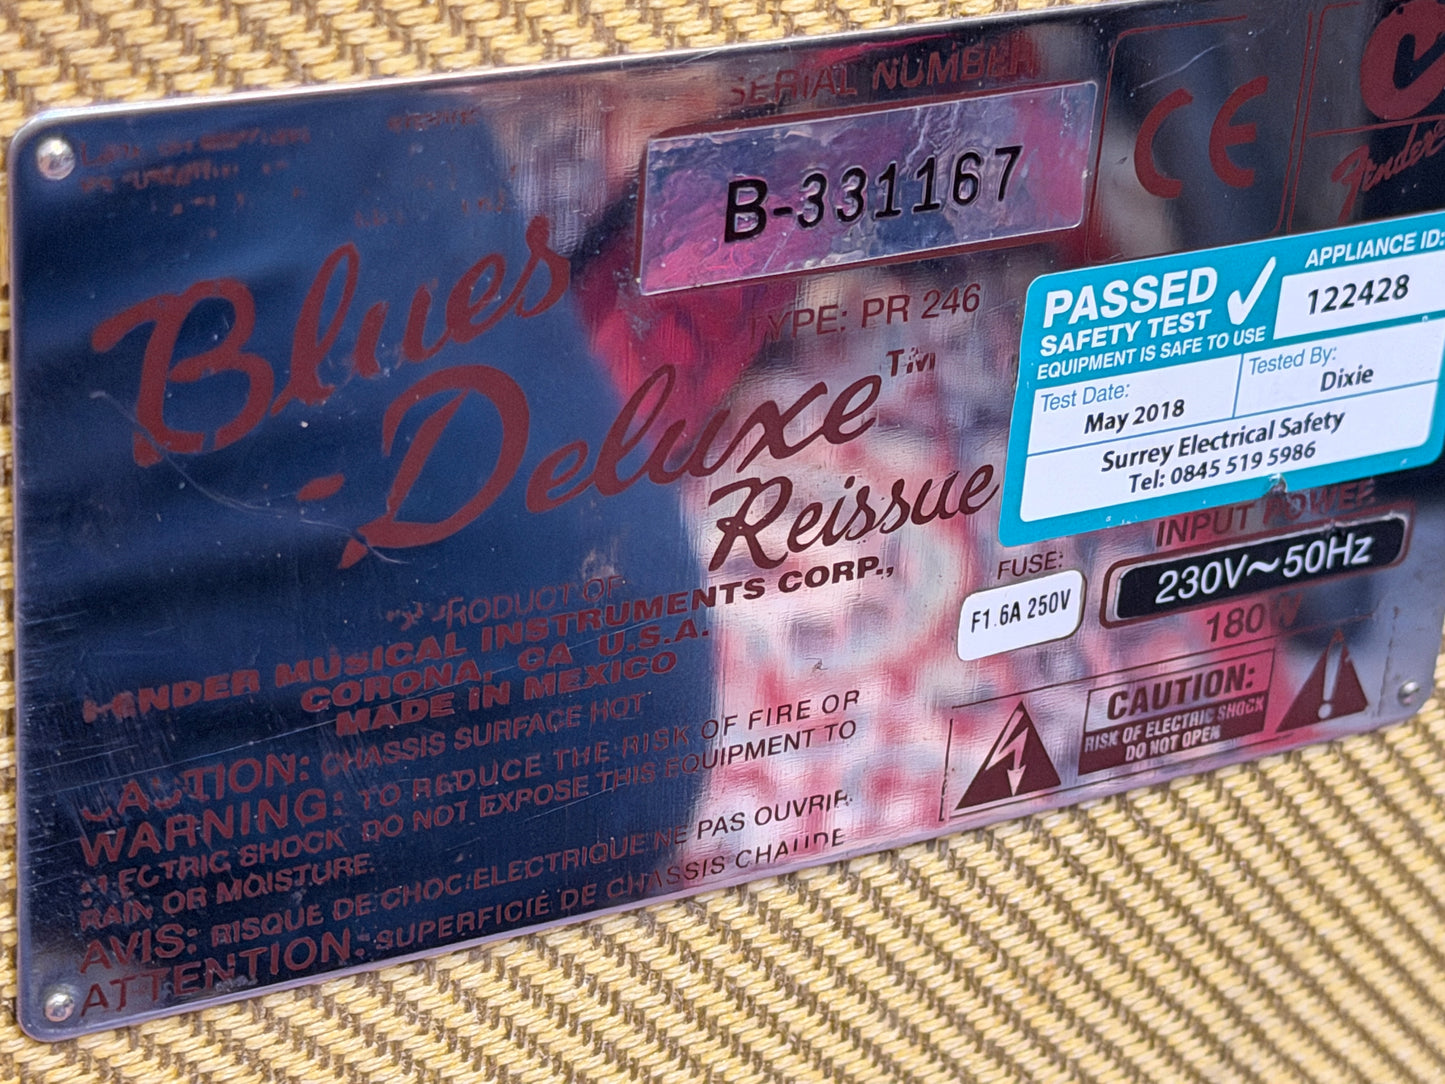 SERIAL NUMBER
B-331167
CE
Fender
Blues
Deluxe™
Reissue
TYPE: PR 246
PASSED
SAFETY TEST
EQUIPMENT IS SAFE TO USE
APPLIANCE ID:
122428
Test Date:
May 2018
Tested By:
Dixie
Surrey Electrical Safety
Tel: 0845 519 5986
PRODUCT OF
FENDER MUSICAL INSTRUMENTS CORP.,
CORONA, CA U.S.A.
MADE IN MEXICO
FUSE:
F1.6A 250V
INPUT POWER
230V~50Hz
180W
CAUTION: CHASSIS SURFACE HOT
WARNING: TO REDUCE THE RISK OF FIRE OR
ELECTRIC SHOCK DO NOT EXPOSE THIS EQUIPMENT TO
RAIN OR MOISTURE.
AVIS: RISQUE DE CHOC ELECTRIQUE NE PAS OUVRIR.
ATTENTION: SUPERFICIE DE CHASSIS CHAUDE
CAUTION:
RISK OF ELECTRIC SHOCK
DO NOT OPEN